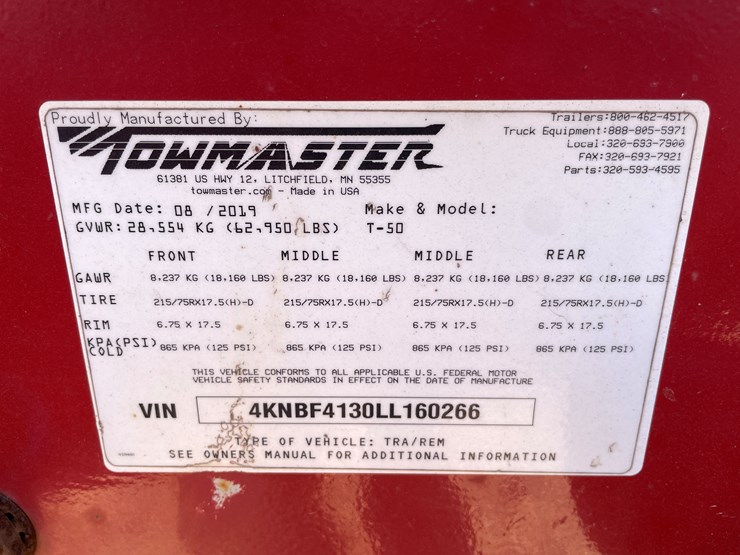 Proudly Manufactured By:
TOWMASTER
61381 US HWY 12, LITCHFIELD, MN 55355
towmaster.com - Made in USA
Trailers:800-462-4517
Truck Equipment:888-805-5971
Local:320-693-7900
FAX:320-693-7921
Parts:320-593-4595
MFG Date: 08 /2019 Make & Model:
GVWR: 28,554 KG (62,950 LBS) T-50
FRONT MIDDLE MIDDLE REAR
GAWR 8,237 KG (18,160 LBS) 8,237 KG (18,160 LBS) 8,237 KG (18,160 LBS) 8,237 KG (18,160 LBS)
TIRE 215/75RX17.5(H)-D 215/75RX17.5(H)-D 215/75RX17.5(H)-D 215/75RX17.5(H)-D
RIM 6.75 X 17.5 6.75 X 17.5 6.75 X 17.5 6.75 X 17.5
KPA(PSI) COLD 865 KPA (125 PSI) 865 KPA (125 PSI) 865 KPA (125 PSI) 865 KPA (125 PSI)
THIS VEHICLE CONFORMS TO ALL APPLICABLE U.S. FEDERAL MOTOR
VEHICLE SAFETY STANDARDS IN EFFECT ON THE DATE OF MANUFACTURE
VIN 4KNBF4130LL160266
TYPE OF VEHICLE: TRA/REM
SEE OWNERS MANUAL FOR ADDITIONAL INFORMATION